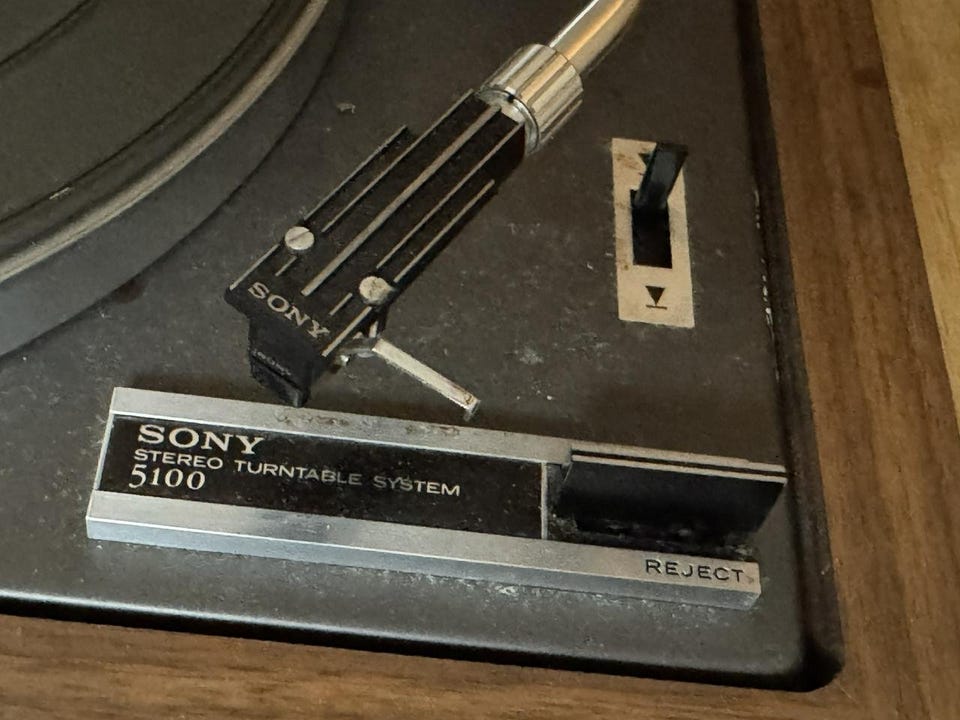 SONY
SONY
STEREO TURNTABLE SYSTEM
5100
REJECT